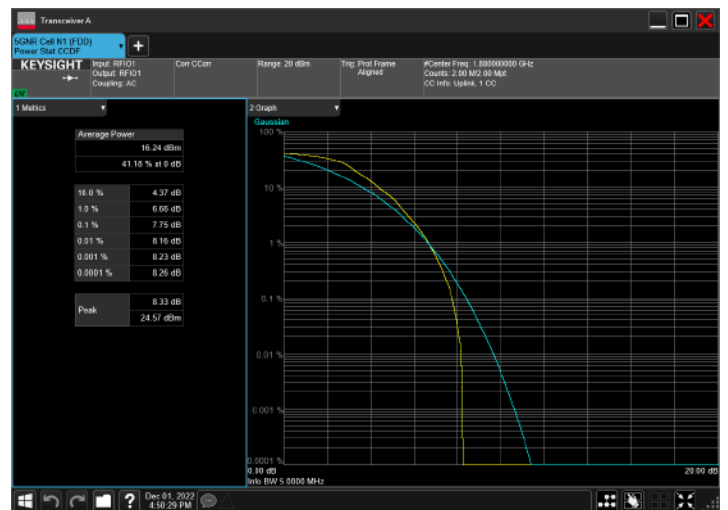 Transceiver A
5GNR Cell N1 (FDD)
Power Stat CCDF
KEYSIGHT
Input: RFIO1
Output: RFIO1
Coupling: AC
Corr CCorr
Range: 20 dBm
Trig: Prot Frame
Aligned
#Center Freq: 1.880000000 GHz
Counts: 2.00 M/2.00 Mpt
CC Info: Uplink, 1 CC
1 Metrics
Average Power
16.24 dBm
41.18 % at 0 dB
10.0 % 4.37 dB
1.0 % 6.66 dB
0.1 % 7.75 dB
0.01 % 8.16 dB
0.001 % 8.23 dB
0.0001 % 8.26 dB
Peak
8.33 dB
24.57 dBm
2 Graph
Gaussian
100 %
10 %
1 %
0.1 %
0.01 %
0.001 %
0.0001 %
0.00 dB
20.00 dB
Info BW 5.0000 MHz
Dec 01, 2022
4:50:29 PM